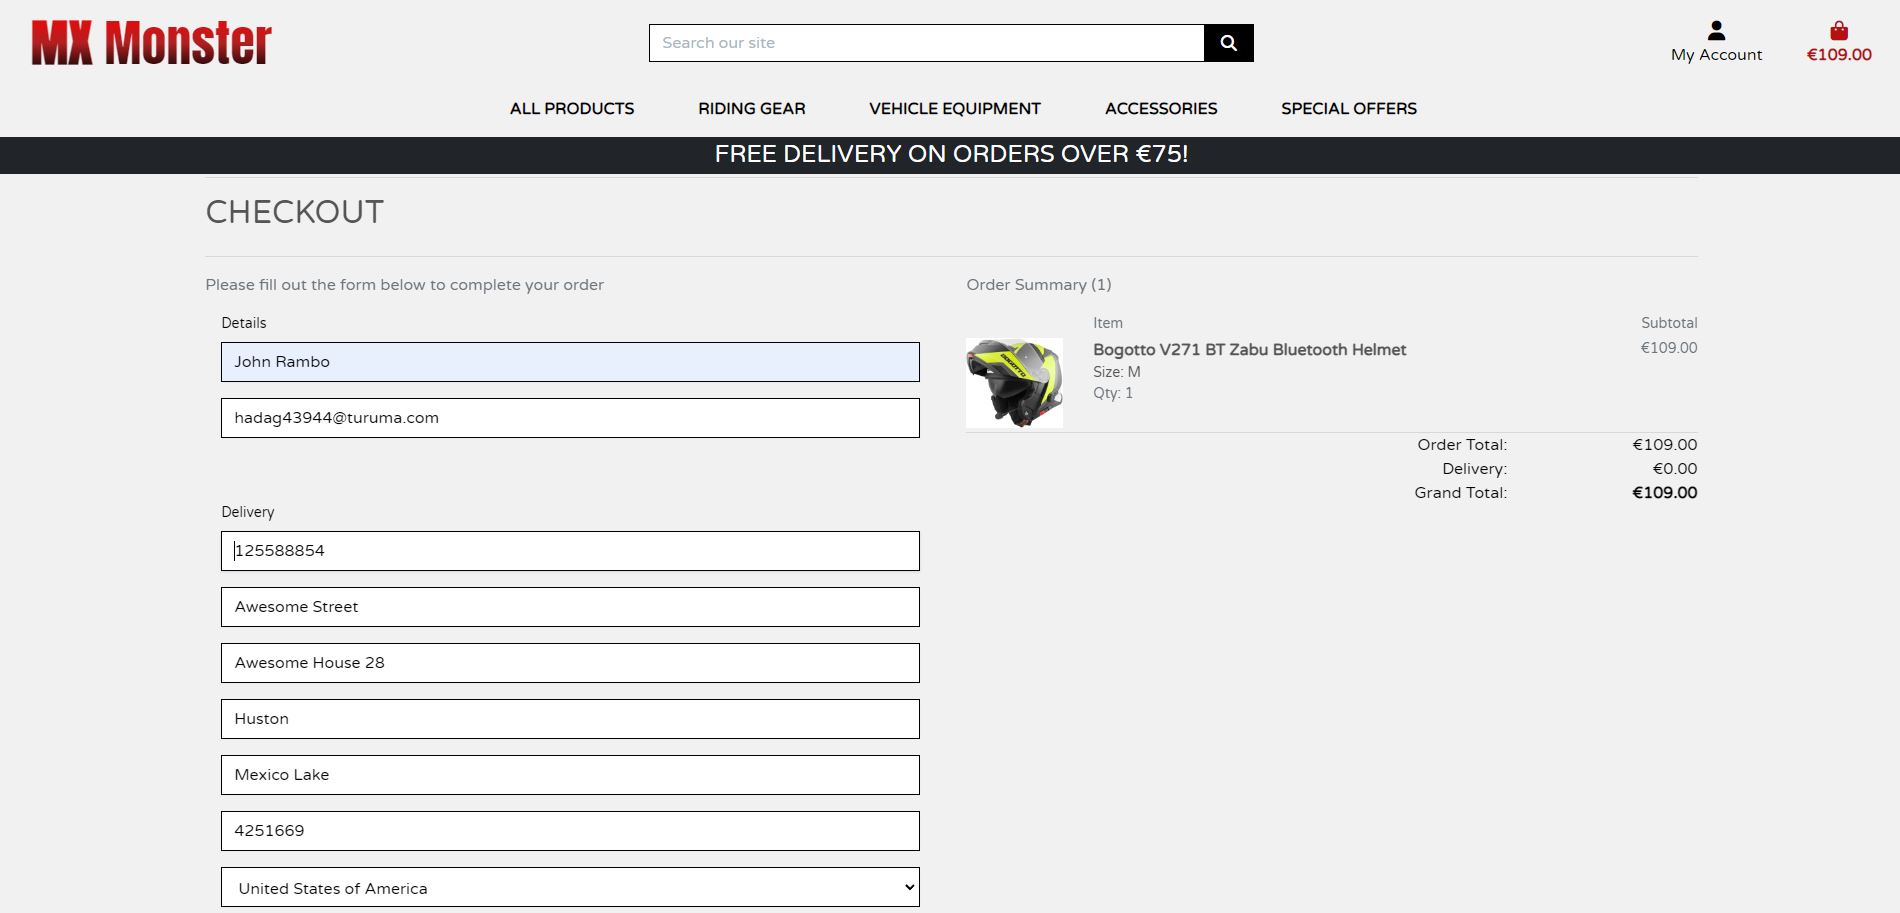 MX Monster
Search our site
My Account
€109.00
ALL PRODUCTS RIDING GEAR VEHICLE EQUIPMENT ACCESSORIES SPECIAL OFFERS
FREE DELIVERY ON ORDERS OVER €75!
CHECKOUT
Please fill out the form below to complete your order
Details
John Rambo
hadag43944@turuma.com
Delivery
125588854
Awesome Street
Awesome House 28
Huston
Mexico Lake
4251669
United States of America
Order Summary (1)
Item Subtotal
Bogotto V271 BT Zabu Bluetooth Helmet €109.00
Size: M
Qty: 1
BOGOTTO
Order Total: €109.00
Delivery: €0.00
Grand Total: €109.00